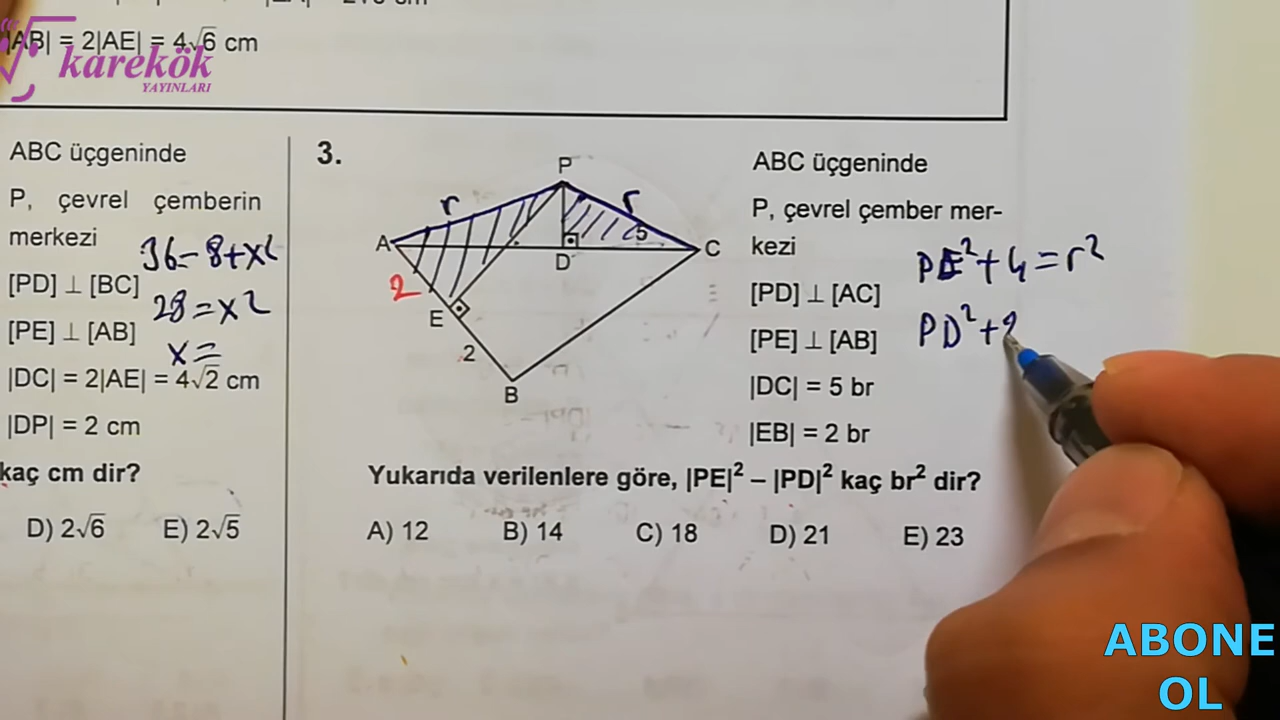 |AB| = 2|AE| = 4√6 cm
karekök
YAYINLARI
ABC üçgeninde
P, çevrel çemberin
merkezi
36=8+x²
[PD] ⊥ [BC]
28=x²
[PE] ⊥ [AB]
x=
|DC| = 2|AE| = 4√2 cm
|DP| = 2 cm
kaç cm dir?
D) 2√6 E) 2√5
3.
P
r r
A 5 C
D
2
E
2
B
ABC üçgeninde
P, çevrel çember mer-
kezi
[PD] ⊥ [AC]
[PE] ⊥ [AB]
|DC| = 5 br
|EB| = 2 br
PE²+4=r²
PD²+2
Yukarıda verilenlere göre, |PE|² – |PD|² kaç br² dir?
A) 12 B) 14 C) 18 D) 21 E) 23
ABONE
OL